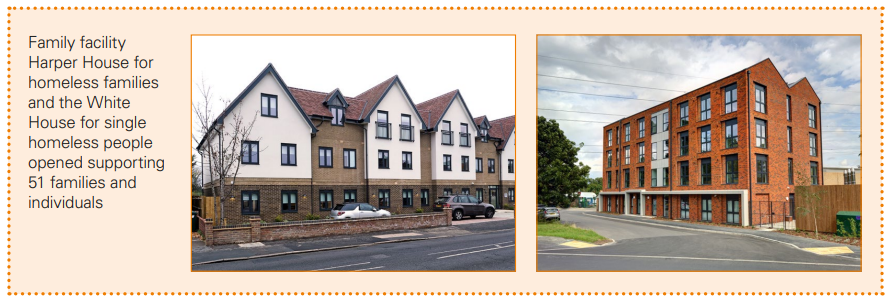 Family facility
Harper House for
homeless families
and the White
House for single
homeless people
opened supporting
51 families and
individuals